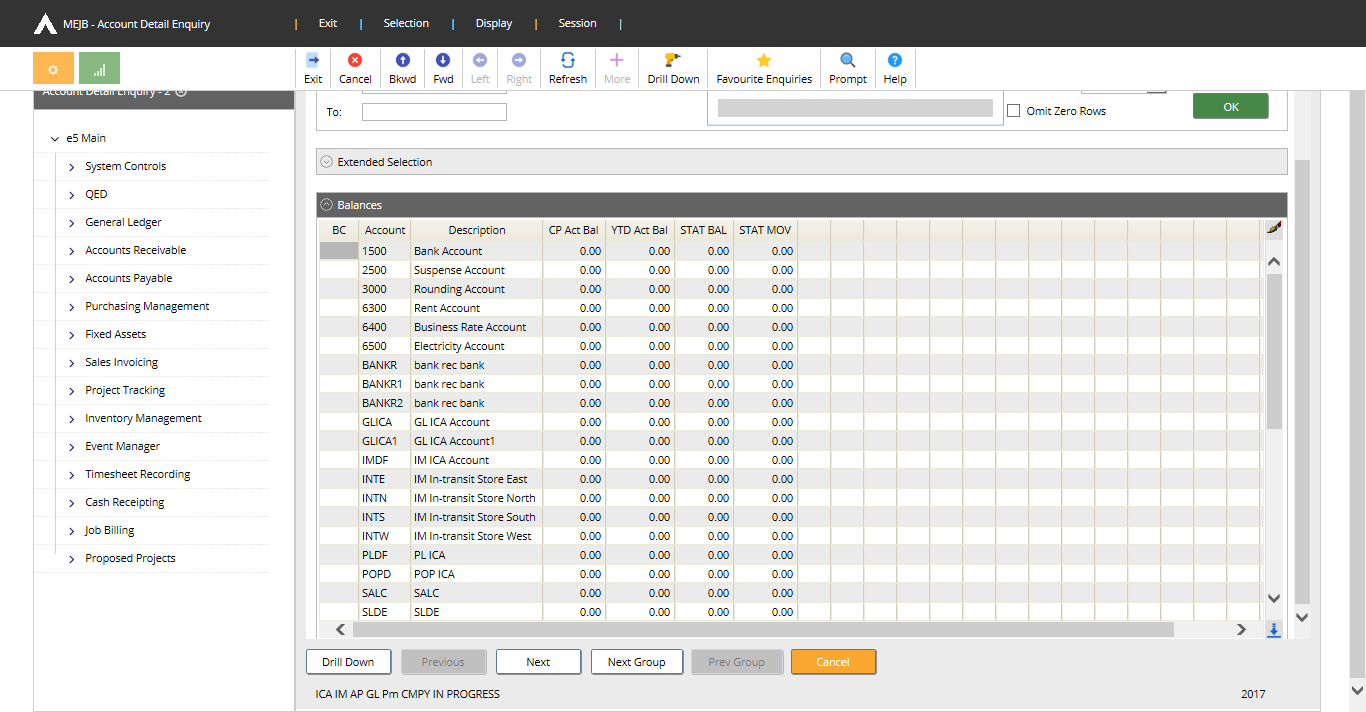 MEJB - Account Detail Enquiry | Exit | Selection | Display | Session |
Exit Cancel Bkwd Fwd Left Right Refresh More Drill Down Favourite Enquiries Prompt Help
Account Detail Enquiry - 2
To: Omit Zero Rows OK
e5 Main
System Controls
QED
General Ledger
Accounts Receivable
Accounts Payable
Purchasing Management
Fixed Assets
Sales Invoicing
Project Tracking
Inventory Management
Event Manager
Timesheet Recording
Cash Receipting
Job Billing
Proposed Projects
Extended Selection
Balances
BC Account Description CP Act Bal YTD Act Bal STAT BAL STAT MOV
1500 Bank Account 0.00 0.00 0.00 0.00
2500 Suspense Account 0.00 0.00 0.00 0.00
3000 Rounding Account 0.00 0.00 0.00 0.00
6300 Rent Account 0.00 0.00 0.00 0.00
6400 Business Rate Account 0.00 0.00 0.00 0.00
6500 Electricity Account 0.00 0.00 0.00 0.00
BANKR bank rec bank 0.00 0.00 0.00 0.00
BANKR1 bank rec bank 0.00 0.00 0.00 0.00
BANKR2 bank rec bank 0.00 0.00 0.00 0.00
GLICA GL ICA Account 0.00 0.00 0.00 0.00
GLICA1 GL ICA Account1 0.00 0.00 0.00 0.00
IMDF IM ICA Account 0.00 0.00 0.00 0.00
INTE IM In-transit Store East 0.00 0.00 0.00 0.00
INTN IM In-transit Store North 0.00 0.00 0.00 0.00
INTS IM In-transit Store South 0.00 0.00 0.00 0.00
INTW IM In-transit Store West 0.00 0.00 0.00 0.00
PLDF PL ICA 0.00 0.00 0.00 0.00
POPD POP ICA 0.00 0.00 0.00 0.00
SALC SALC 0.00 0.00 0.00 0.00
SLDE SLDE 0.00 0.00 0.00 0.00
Drill Down Previous Next Next Group Prev Group Cancel
ICA IM AP GL Pm CMPY IN PROGRESS 2017